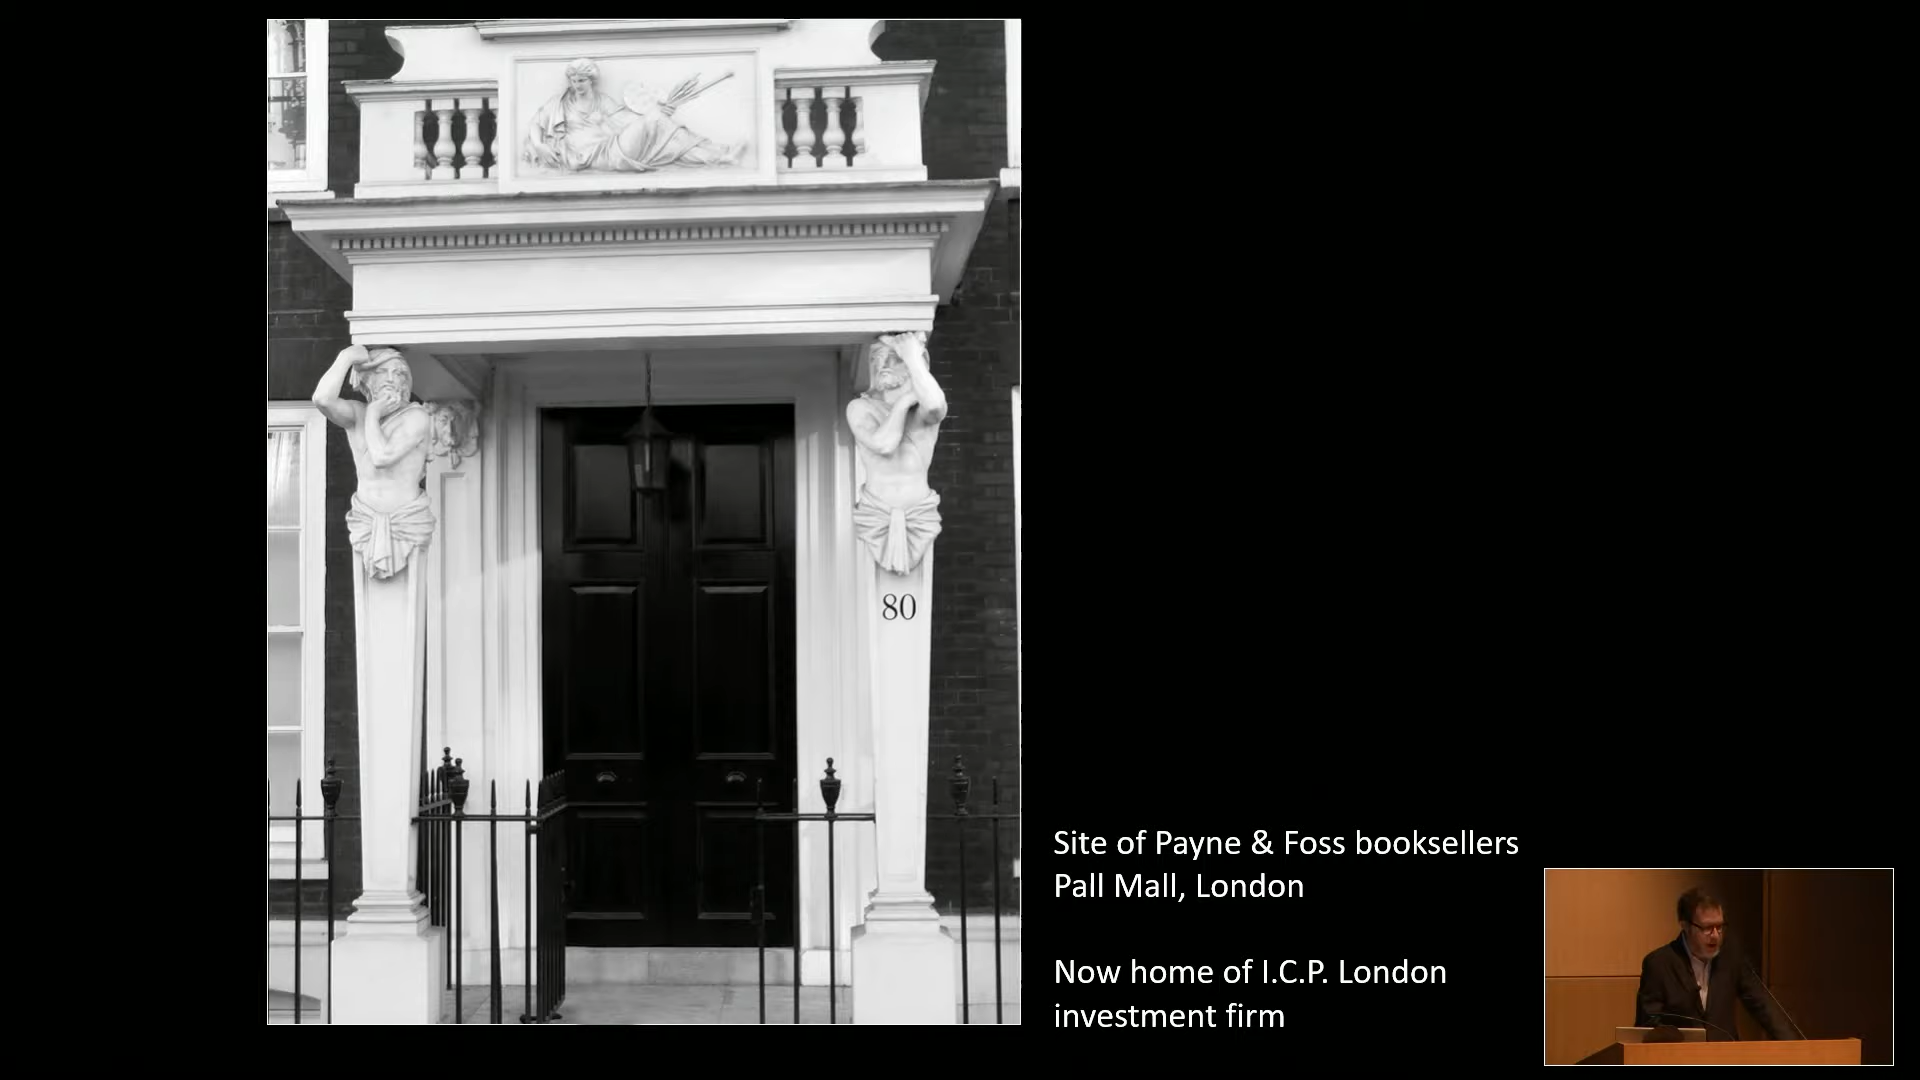 80
Site of Payne & Foss booksellers
Pall Mall, London
Now home of I.C.P. London
investment firm